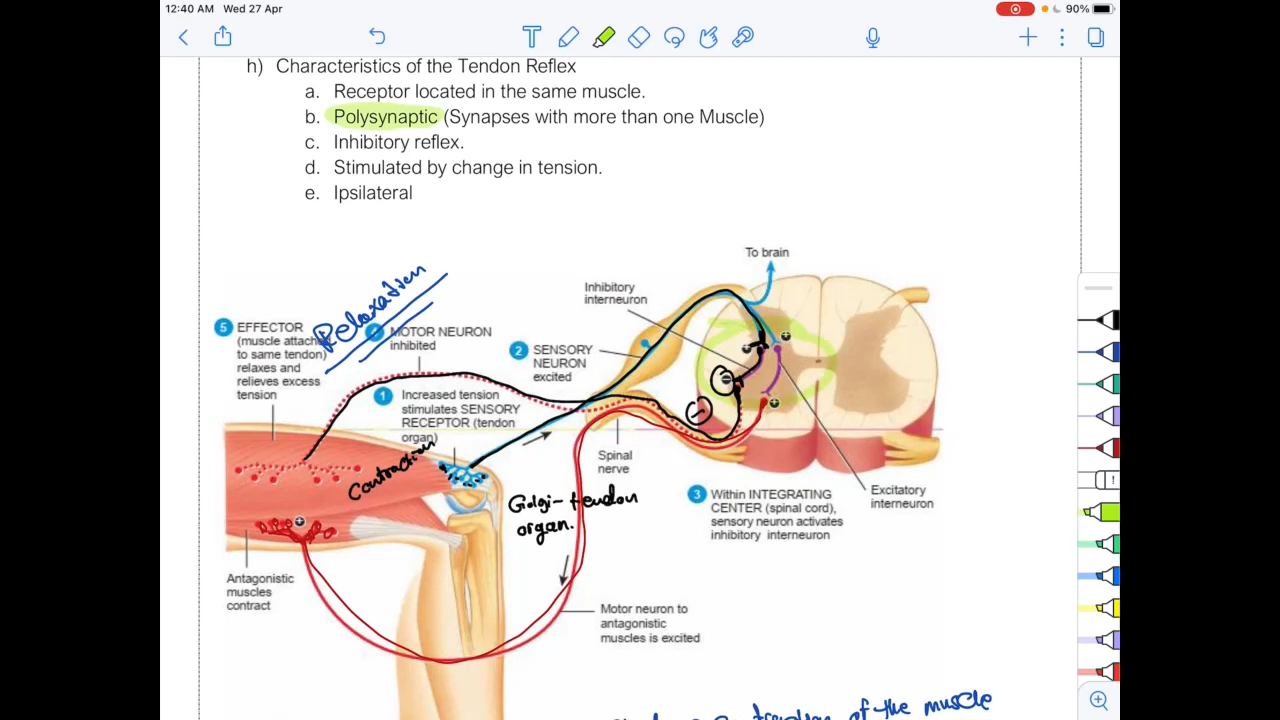 12:40 AM Wed 27 Apr
90%
h) Characteristics of the Tendon Reflex
a. Receptor located in the same muscle.
b. Polysynaptic (Synapses with more than one Muscle)
c. Inhibitory reflex.
d. Stimulated by change in tension.
e. Ipsilateral
To brain
Inhibitory
interneuron
Relaxation
5 EFFECTOR
(muscle attached
to same tendon)
relaxes and
relieves excess
tension
MOTOR NEURON
inhibited
2 SENSORY
NEURON
excited
1 Increased tension
stimulates SENSORY
RECEPTOR (tendon
organ)
Contraction
Golgi-tendon
organ.
Spinal
nerve
3 Within INTEGRATING
CENTER (spinal cord),
sensory neuron activates
inhibitory interneuron
Excitatory
interneuron
Antagonistic
muscles
contract
Motor neuron to
antagonistic
muscles is excited
of the muscle